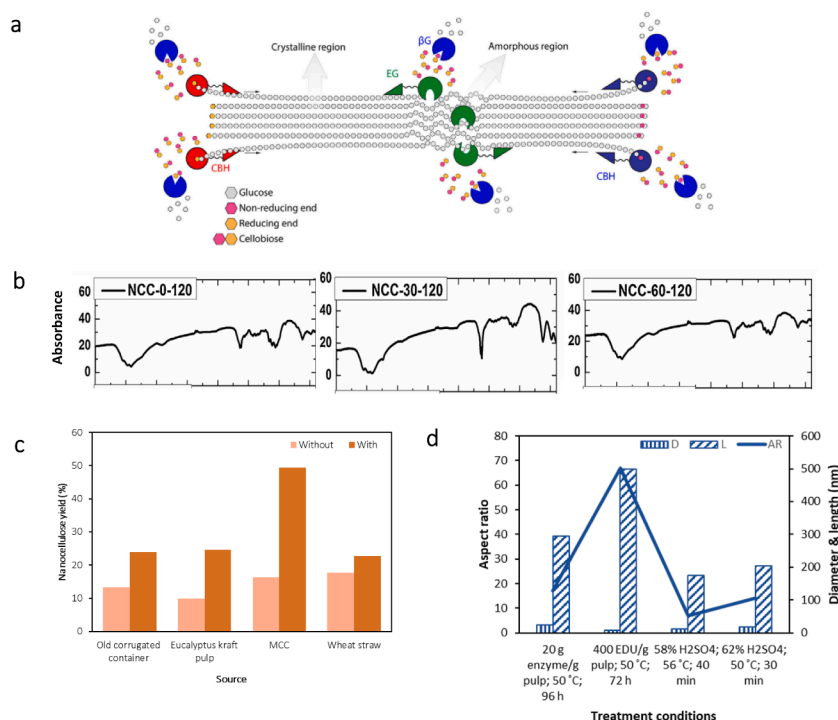 a
Crystalline region
βG
Amorphous region
EG
CBH
CBH
Glucose
Non-reducing end
Reducing end
Cellobiose
b
Absorbance
60
40
20
0
NCC-0-120
60
40
20
0
NCC-30-120
60
40
20
0
NCC-60-120
c
Nanocellulose yield (%)
60
50
40
30
20
10
0
Without
With
Old corrugated
container
Eucalyptus kraft
pulp
MCC
Wheat straw
Source
d
Aspect ratio
80
70
60
50
40
30
20
10
0
D
L
AR
600
500
400
300
200
100
0
Diameter & length (nm)
20 g
enzyme/g
pulp; 50 ˚C;
96 h
400 EDU/g
pulp; 50 ˚C;
72 h
58% H2SO4;
56 ˚C; 40
min
62% H2SO4;
50 ˚C; 30
min
Treatment conditions